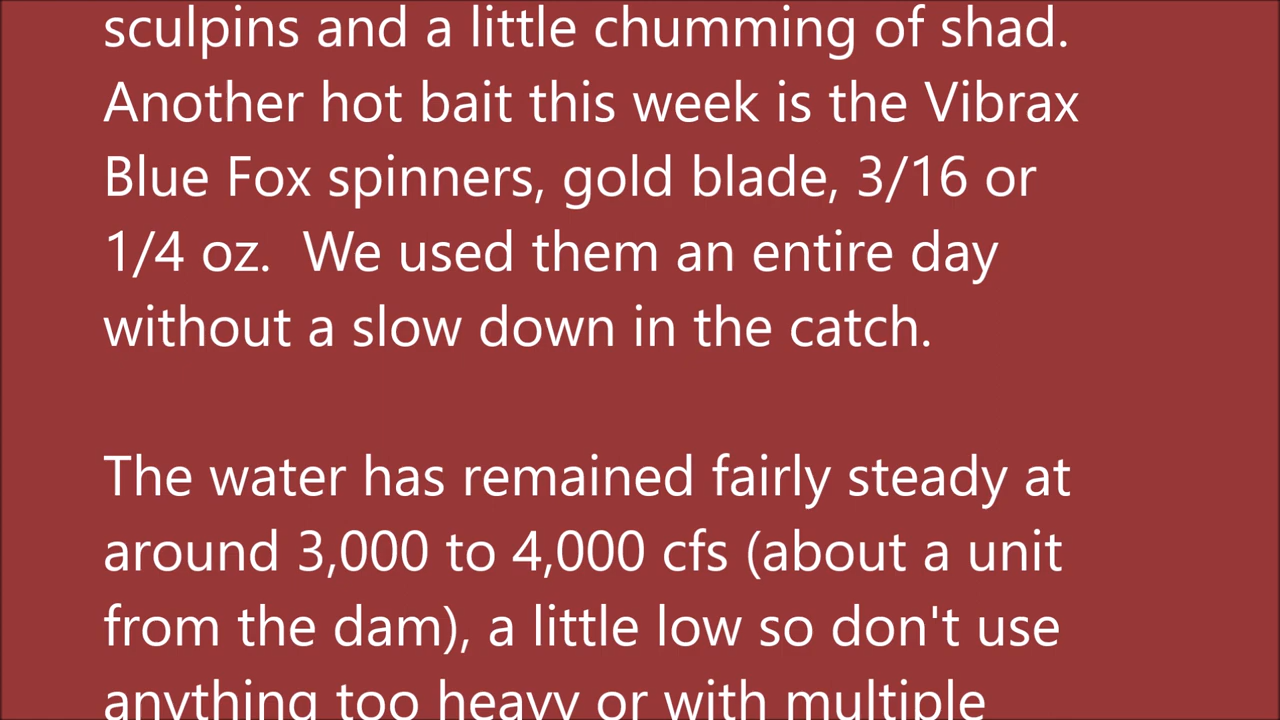 sculpins and a little chumming of shad.
Another hot bait this week is the Vibrax
Blue Fox spinners, gold blade, 3/16 or
1/4 oz.  We used them an entire day
without a slow down in the catch.
The water has remained fairly steady at
around 3,000 to 4,000 cfs (about a unit
from the dam), a little low so don't use
anything too heavy or with multiple